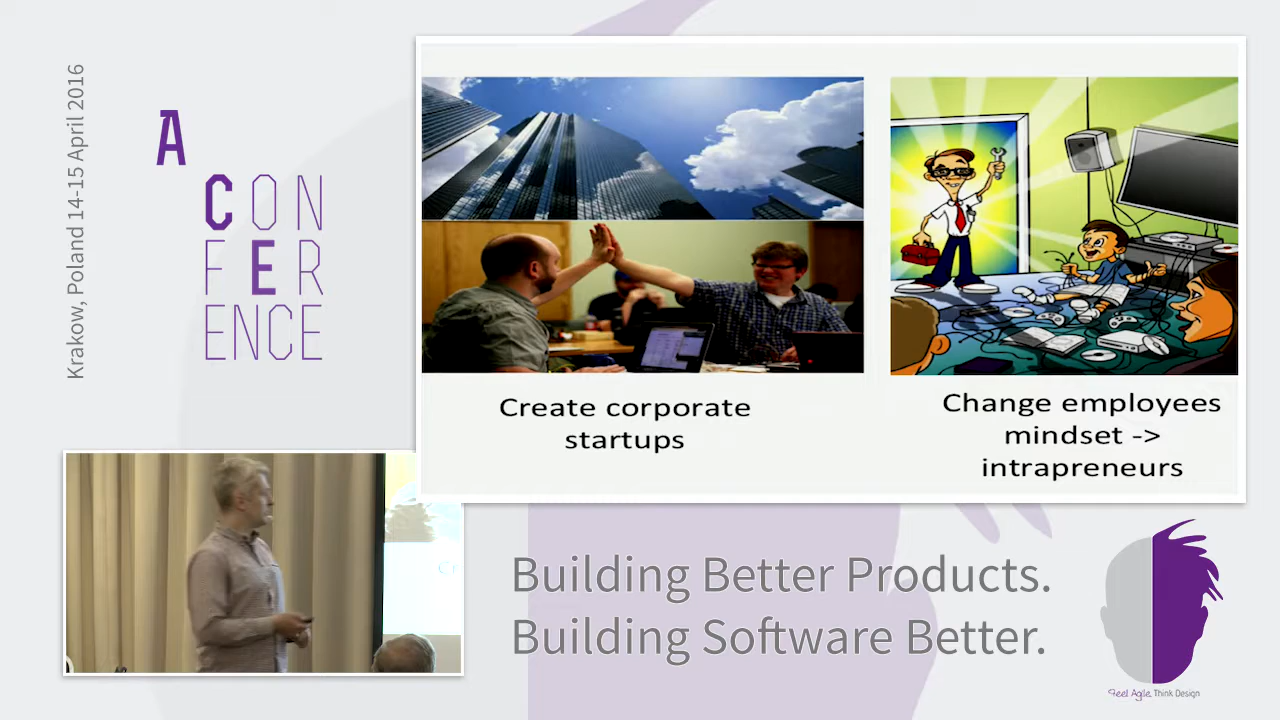 Krakow, Poland 14-15 April 2016
A
CON
FER
ENCE
Create corporate
startups
Change employees
mindset ->
intrapreneurs
Building Better Products.
Building Software Better.
Feel Agile. Think Design
Cr